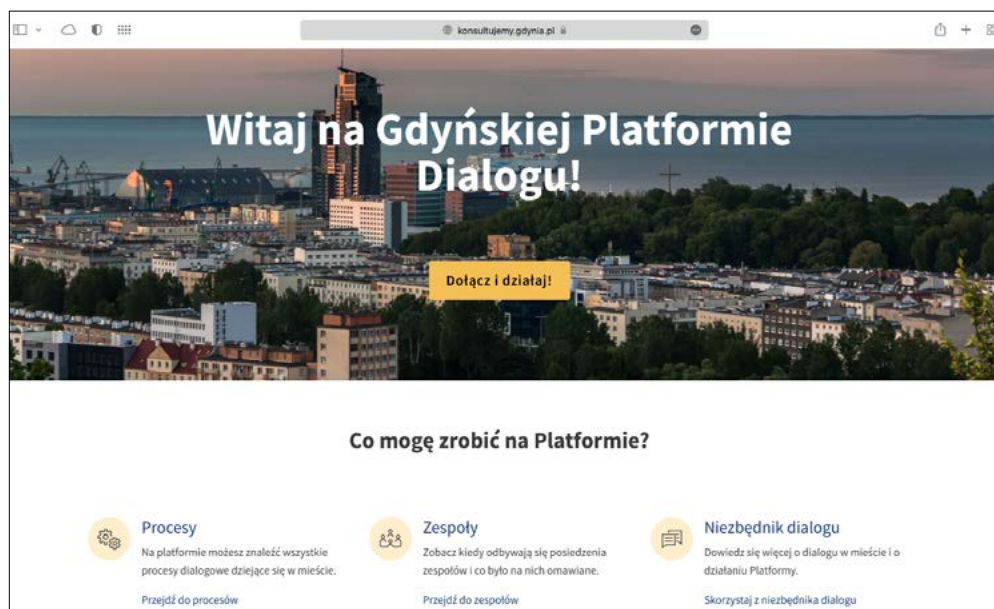 konsultujemy.gdynia.pl
Witaj na Gdyńskiej Platformie
Dialogu!
Dołącz i działaj!
Co mogę zrobić na Platformie?
Procesy
Na platformie możesz znaleźć wszystkie
procesy dialogowe dziejące się w mieście.
Przejdź do procesów
Zespoły
Zobacz kiedy odbywają się posiedzenia
zespołów i co było na nich omawiane.
Przejdź do zespołów
Niezbędnik dialogu
Dowiedz się więcej o dialogu w mieście i o
działaniu Platformy.
Skorzystaj z niezbędnika dialogu